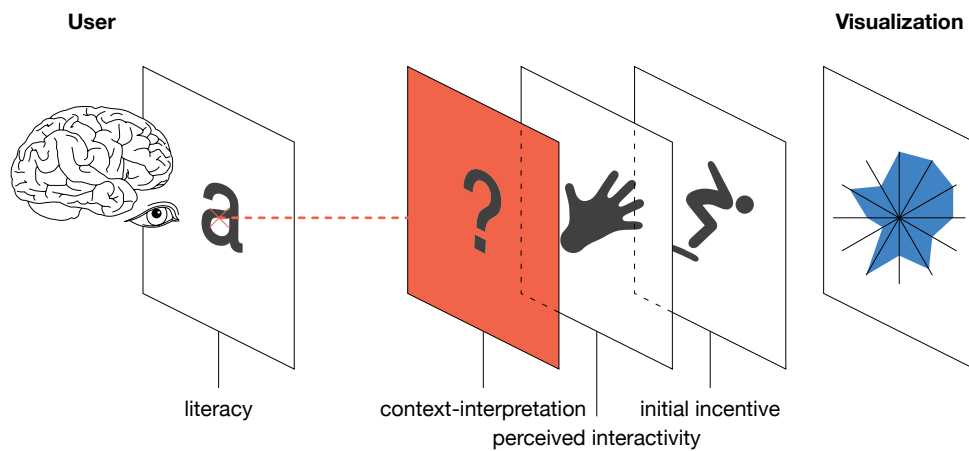 User
Visualization
a
?
literacy
context-interpretation
initial incentive
perceived interactivity